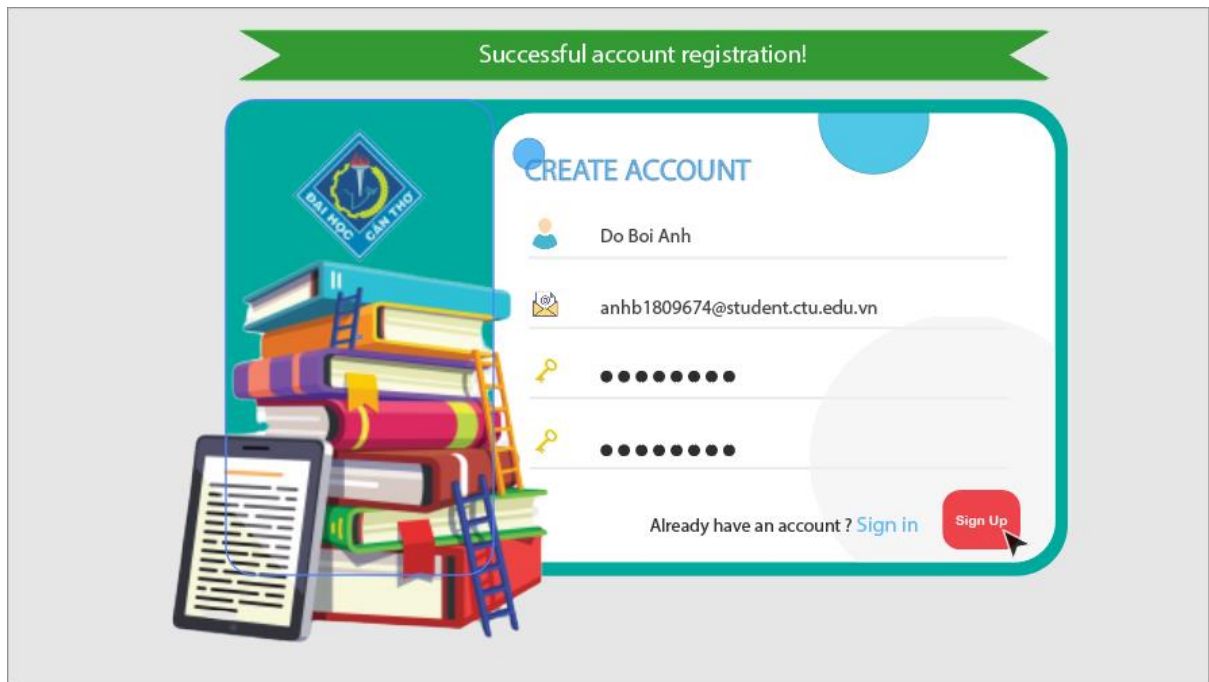 Successful account registration!
ĐẠI HỌC
CẦN THƠ
CREATE ACCOUNT
Do Boi Anh
anhb1809674@student.ctu.edu.vn
●●●●●●●●
●●●●●●●●
Already have an account ? Sign in
Sign Up